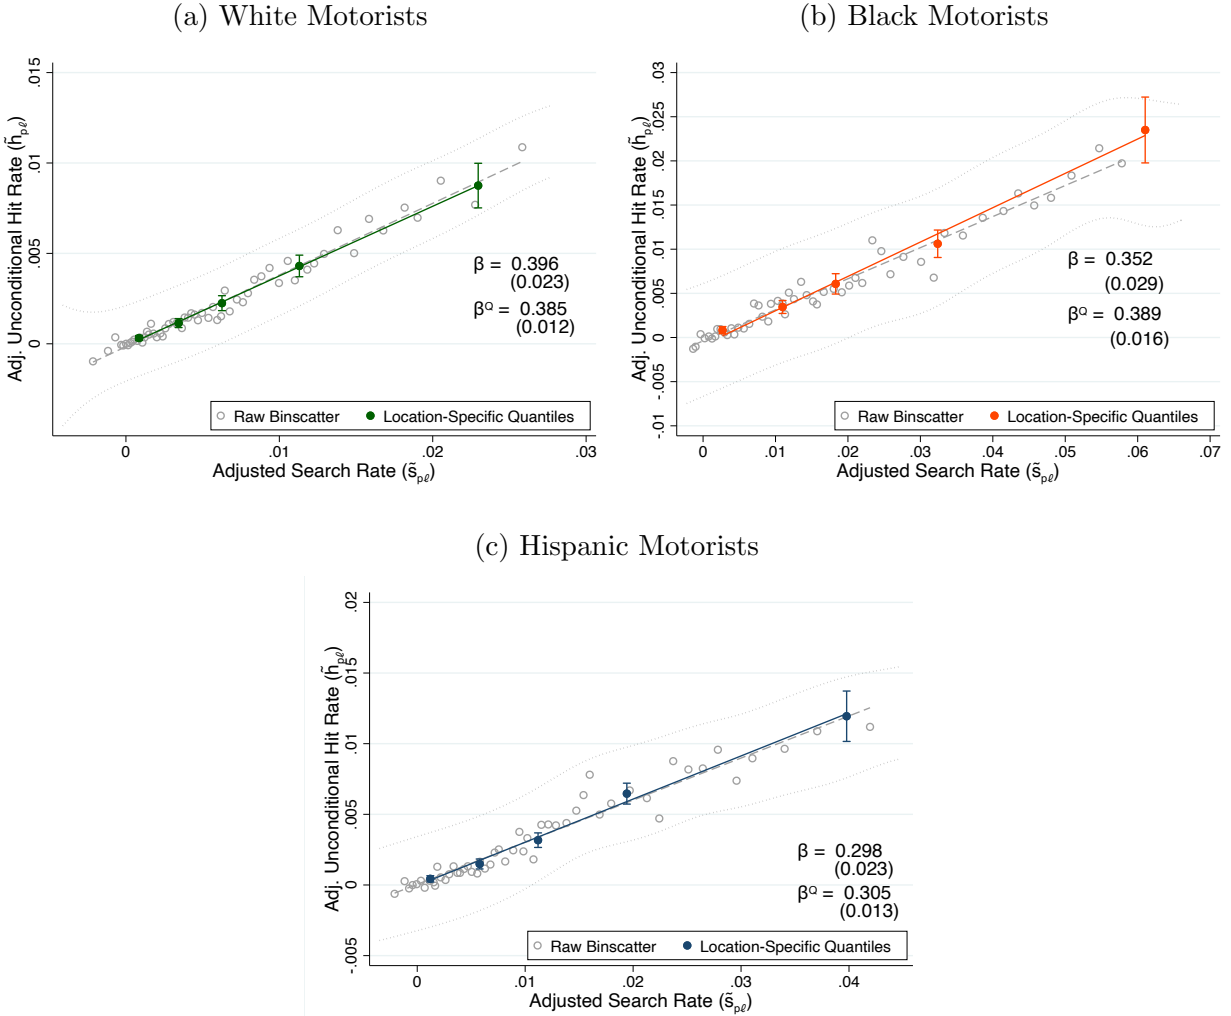 (a) White Motorists
Adj. Unconditional Hit Rate (h̃pℓ)
.015
.01
.005
0
β = 0.396
(0.023)
βQ = 0.385
(0.012)
Raw Binscatter
Location-Specific Quantiles
0
.01
.02
.03
Adjusted Search Rate (s̃pℓ)
(b) Black Motorists
Adj. Unconditional Hit Rate (h̃pℓ)
.03
.025
.02
.015
.01
.005
0
-.005
-.01
β = 0.352
(0.029)
βQ = 0.389
(0.016)
Raw Binscatter
Location-Specific Quantiles
0
.01
.02
.03
.04
.05
.06
.07
Adjusted Search Rate (s̃pℓ)
(c) Hispanic Motorists
Adj. Unconditional Hit Rate (h̃pℓ)
.02
.015
.01
.005
0
-.005
β = 0.298
(0.023)
βQ = 0.305
(0.013)
Raw Binscatter
Location-Specific Quantiles
0
.01
.02
.03
.04
Adjusted Search Rate (s̃pℓ)